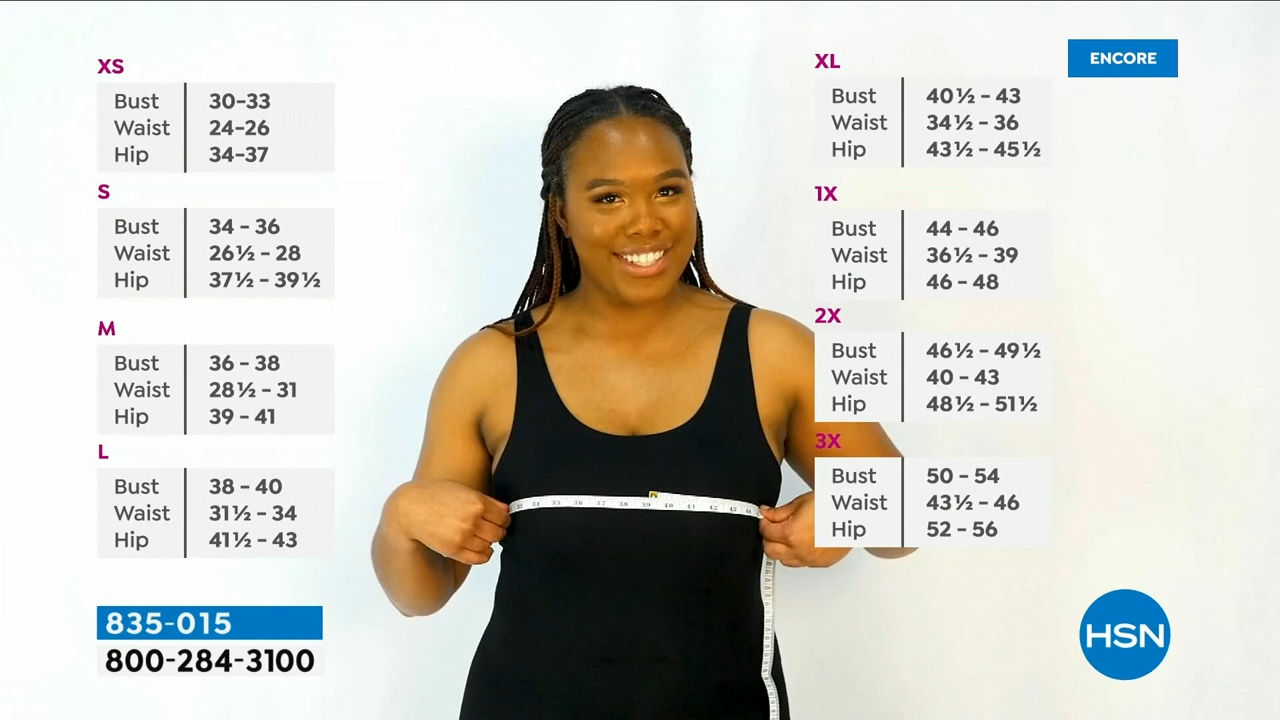 XS
Bust 30-33
Waist 24-26
Hip 34-37
S
Bust 34 - 36
Waist 26½ - 28
Hip 37½ - 39½
M
Bust 36 - 38
Waist 28½ - 31
Hip 39 - 41
L
Bust 38 - 40
Waist 31½ - 34
Hip 41½ - 43
835-015
800-284-3100
ENCORE
XL
Bust 40½ - 43
Waist 34½ - 36
Hip 43½ - 45½
1X
Bust 44 - 46
Waist 36½ - 39
Hip 46 - 48
2X
Bust 46½ - 49½
Waist 40 - 43
Hip 48½ - 51½
3X
Bust 50 - 54
Waist 43½ - 46
Hip 52 - 56
HSN